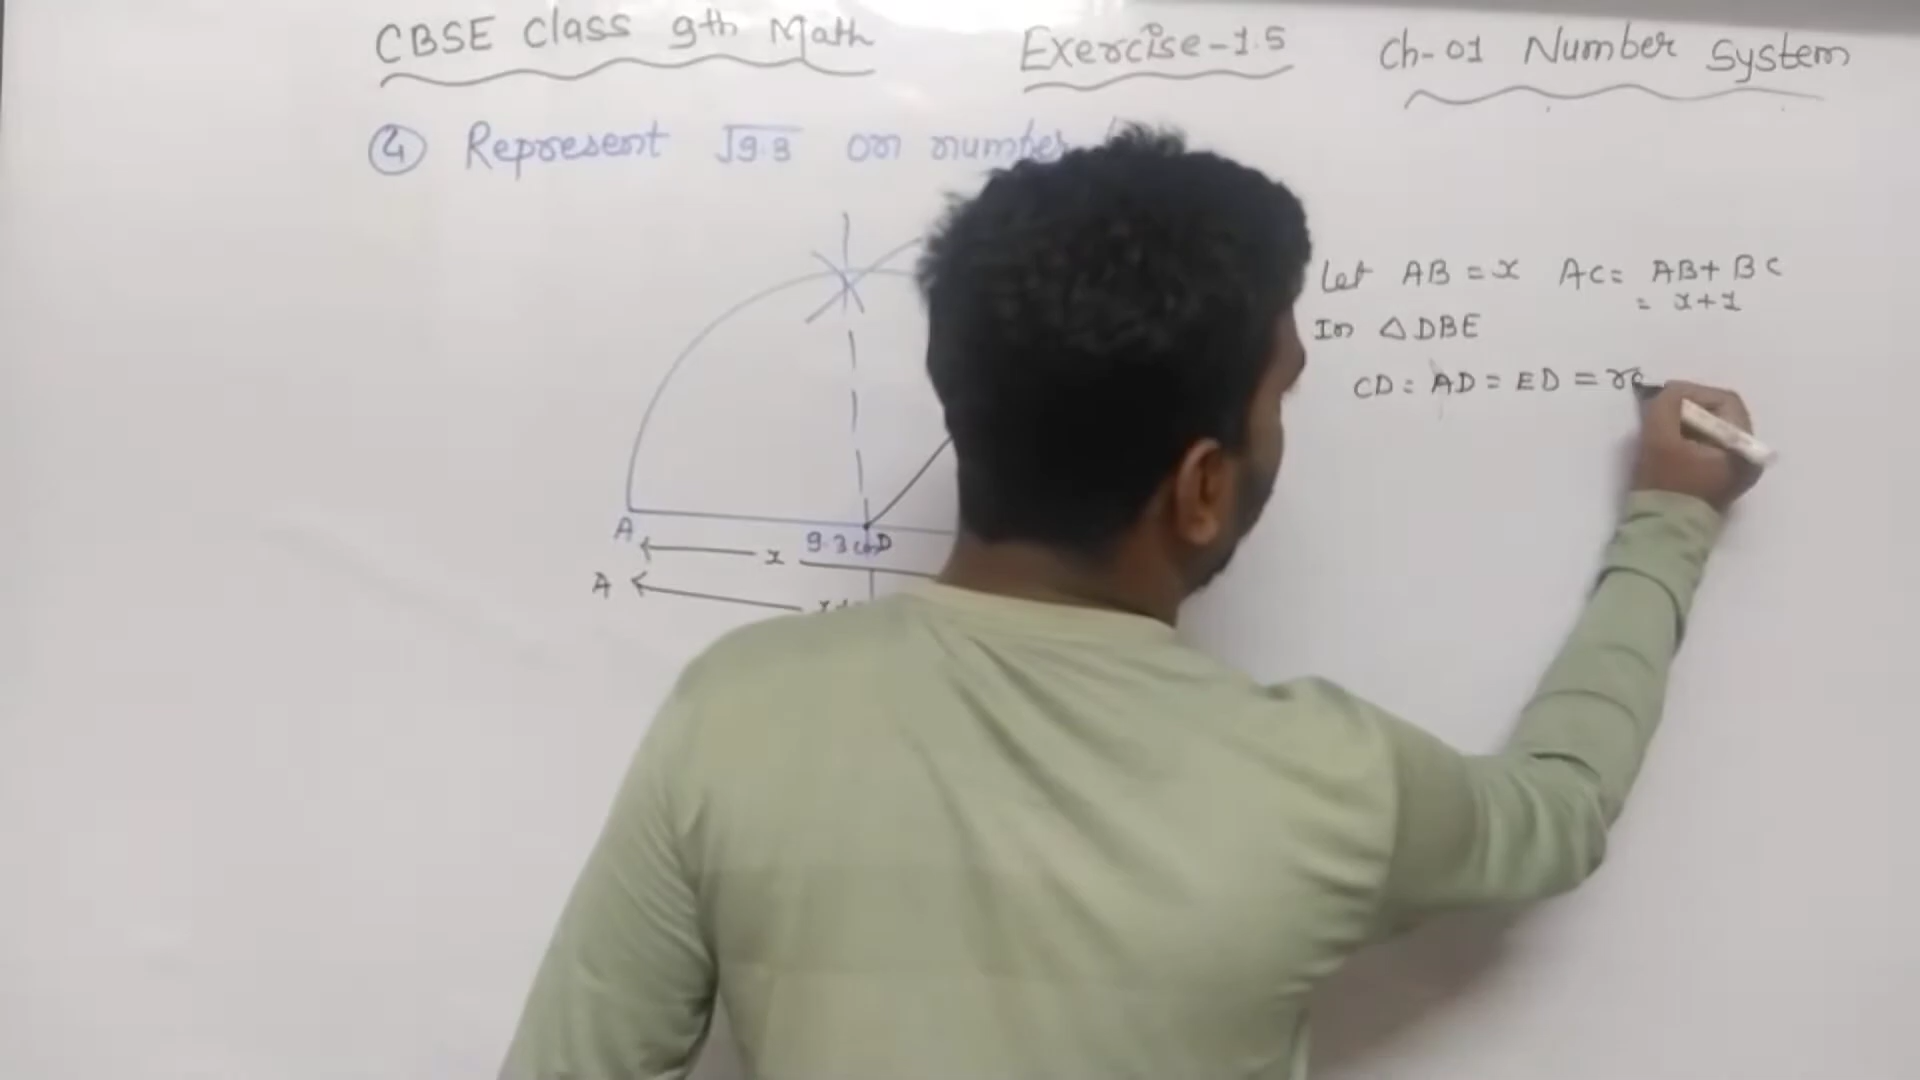 CBSE Class 9th Math Exercise-1.5 Ch-01 Number System
④ Represent √9.3 on number
Let AB = x AC = AB + BC
= x+1
In △DBE
CD = AD = ED =
A 9.3 cm D
x
A